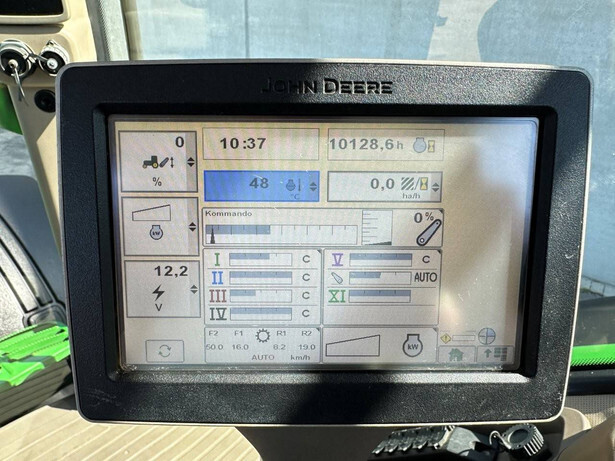 JOHN DEERE
0
%
10:37
10128,6 h
48
°C
0,0
ha/h
Kommando
0 %
12,2
V
I C
II C
III C
IV C
V C
AUTO
XI
F2 F1 R1 R2
50.0 16.0 6.2 19.0
AUTO km/h
kW